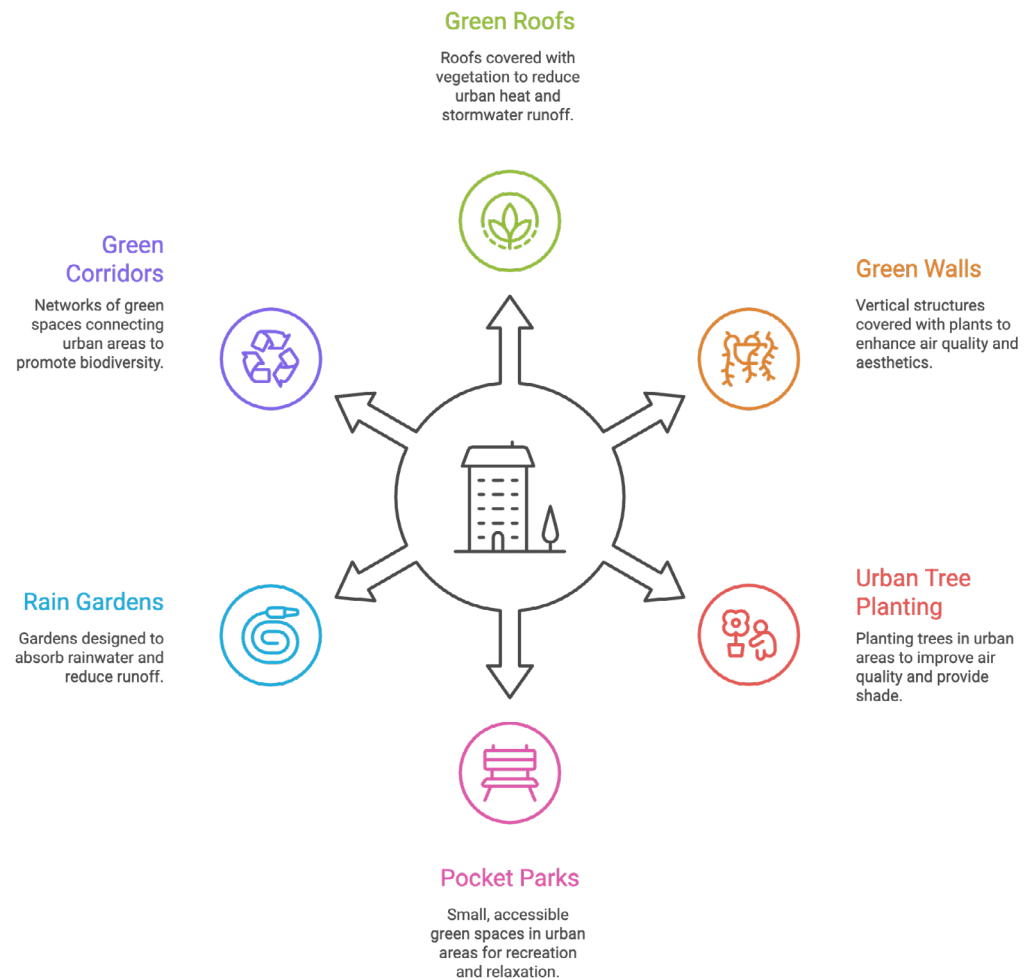 Green Roofs
Roofs covered with
vegetation to reduce
urban heat and
stormwater runoff.
Green
Corridors
Networks of green
spaces connecting
urban areas to
promote biodiversity.
Green Walls
Vertical structures
covered with plants to
enhance air quality and
aesthetics.
Rain Gardens
Gardens designed to
absorb rainwater and
reduce runoff.
Urban Tree
Planting
Planting trees in urban
areas to improve air
quality and provide
shade.
Pocket Parks
Small, accessible
green spaces in urban
areas for recreation
and relaxation.